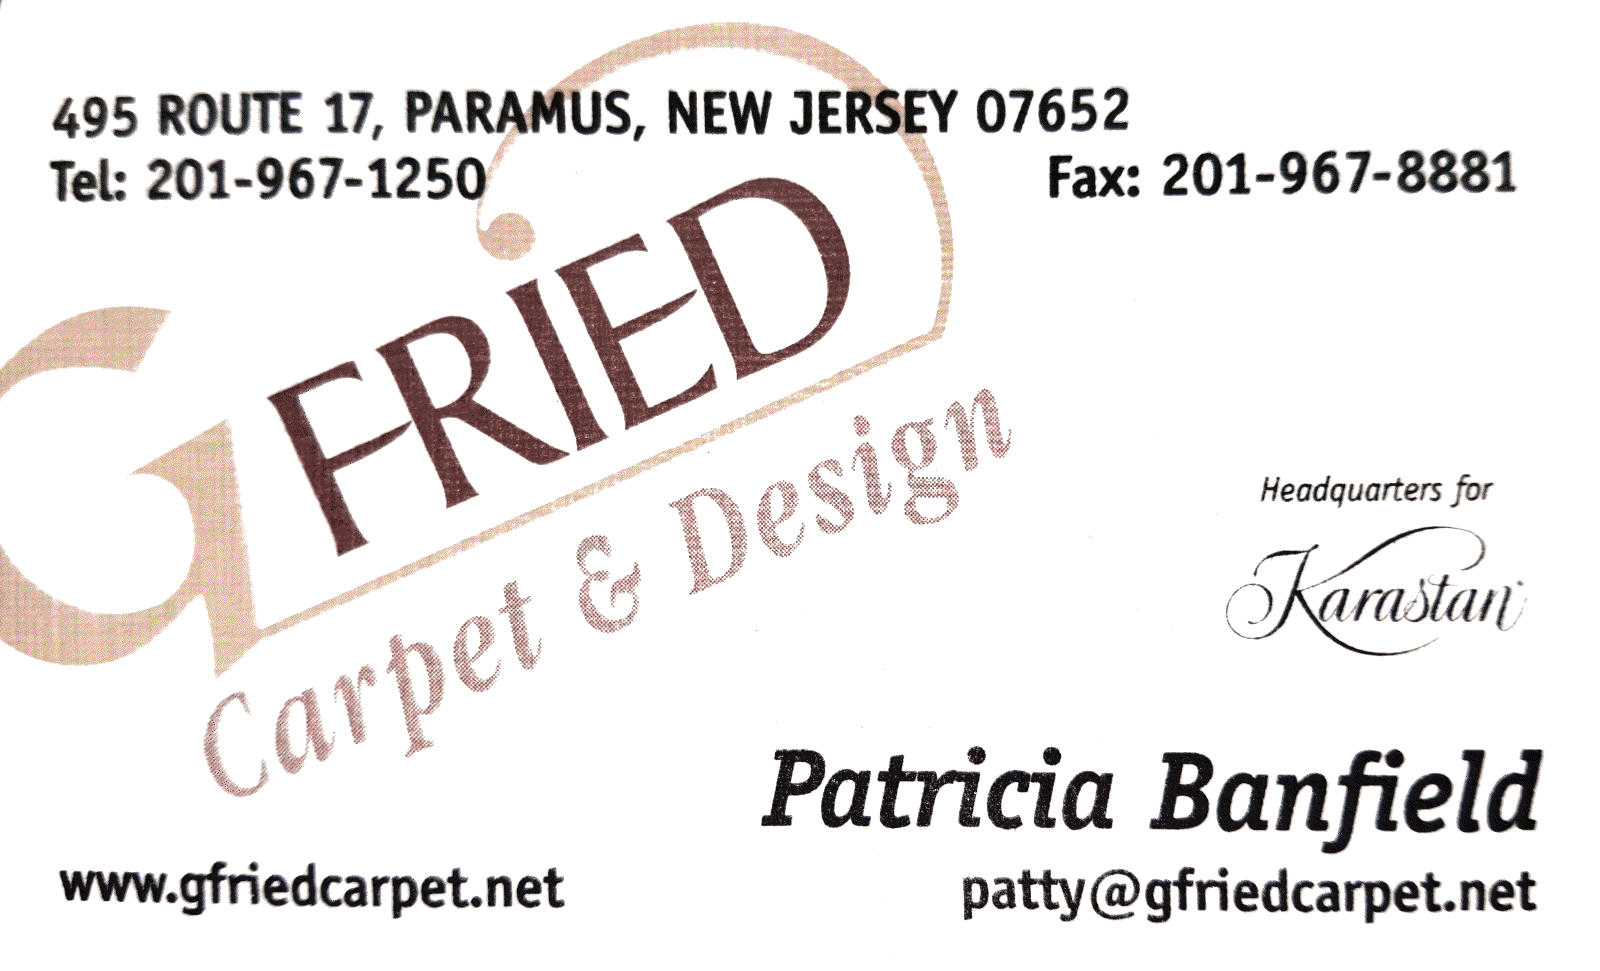 495 ROUTE 17, PARAMUS, NEW JERSEY 07652
Tel: 201-967-1250 Fax: 201-967-8881
G FRIED
Carpet & Design
Headquarters for
Karastan
Patricia Banfield
www.gfriedcarpet.net patty@gfriedcarpet.net